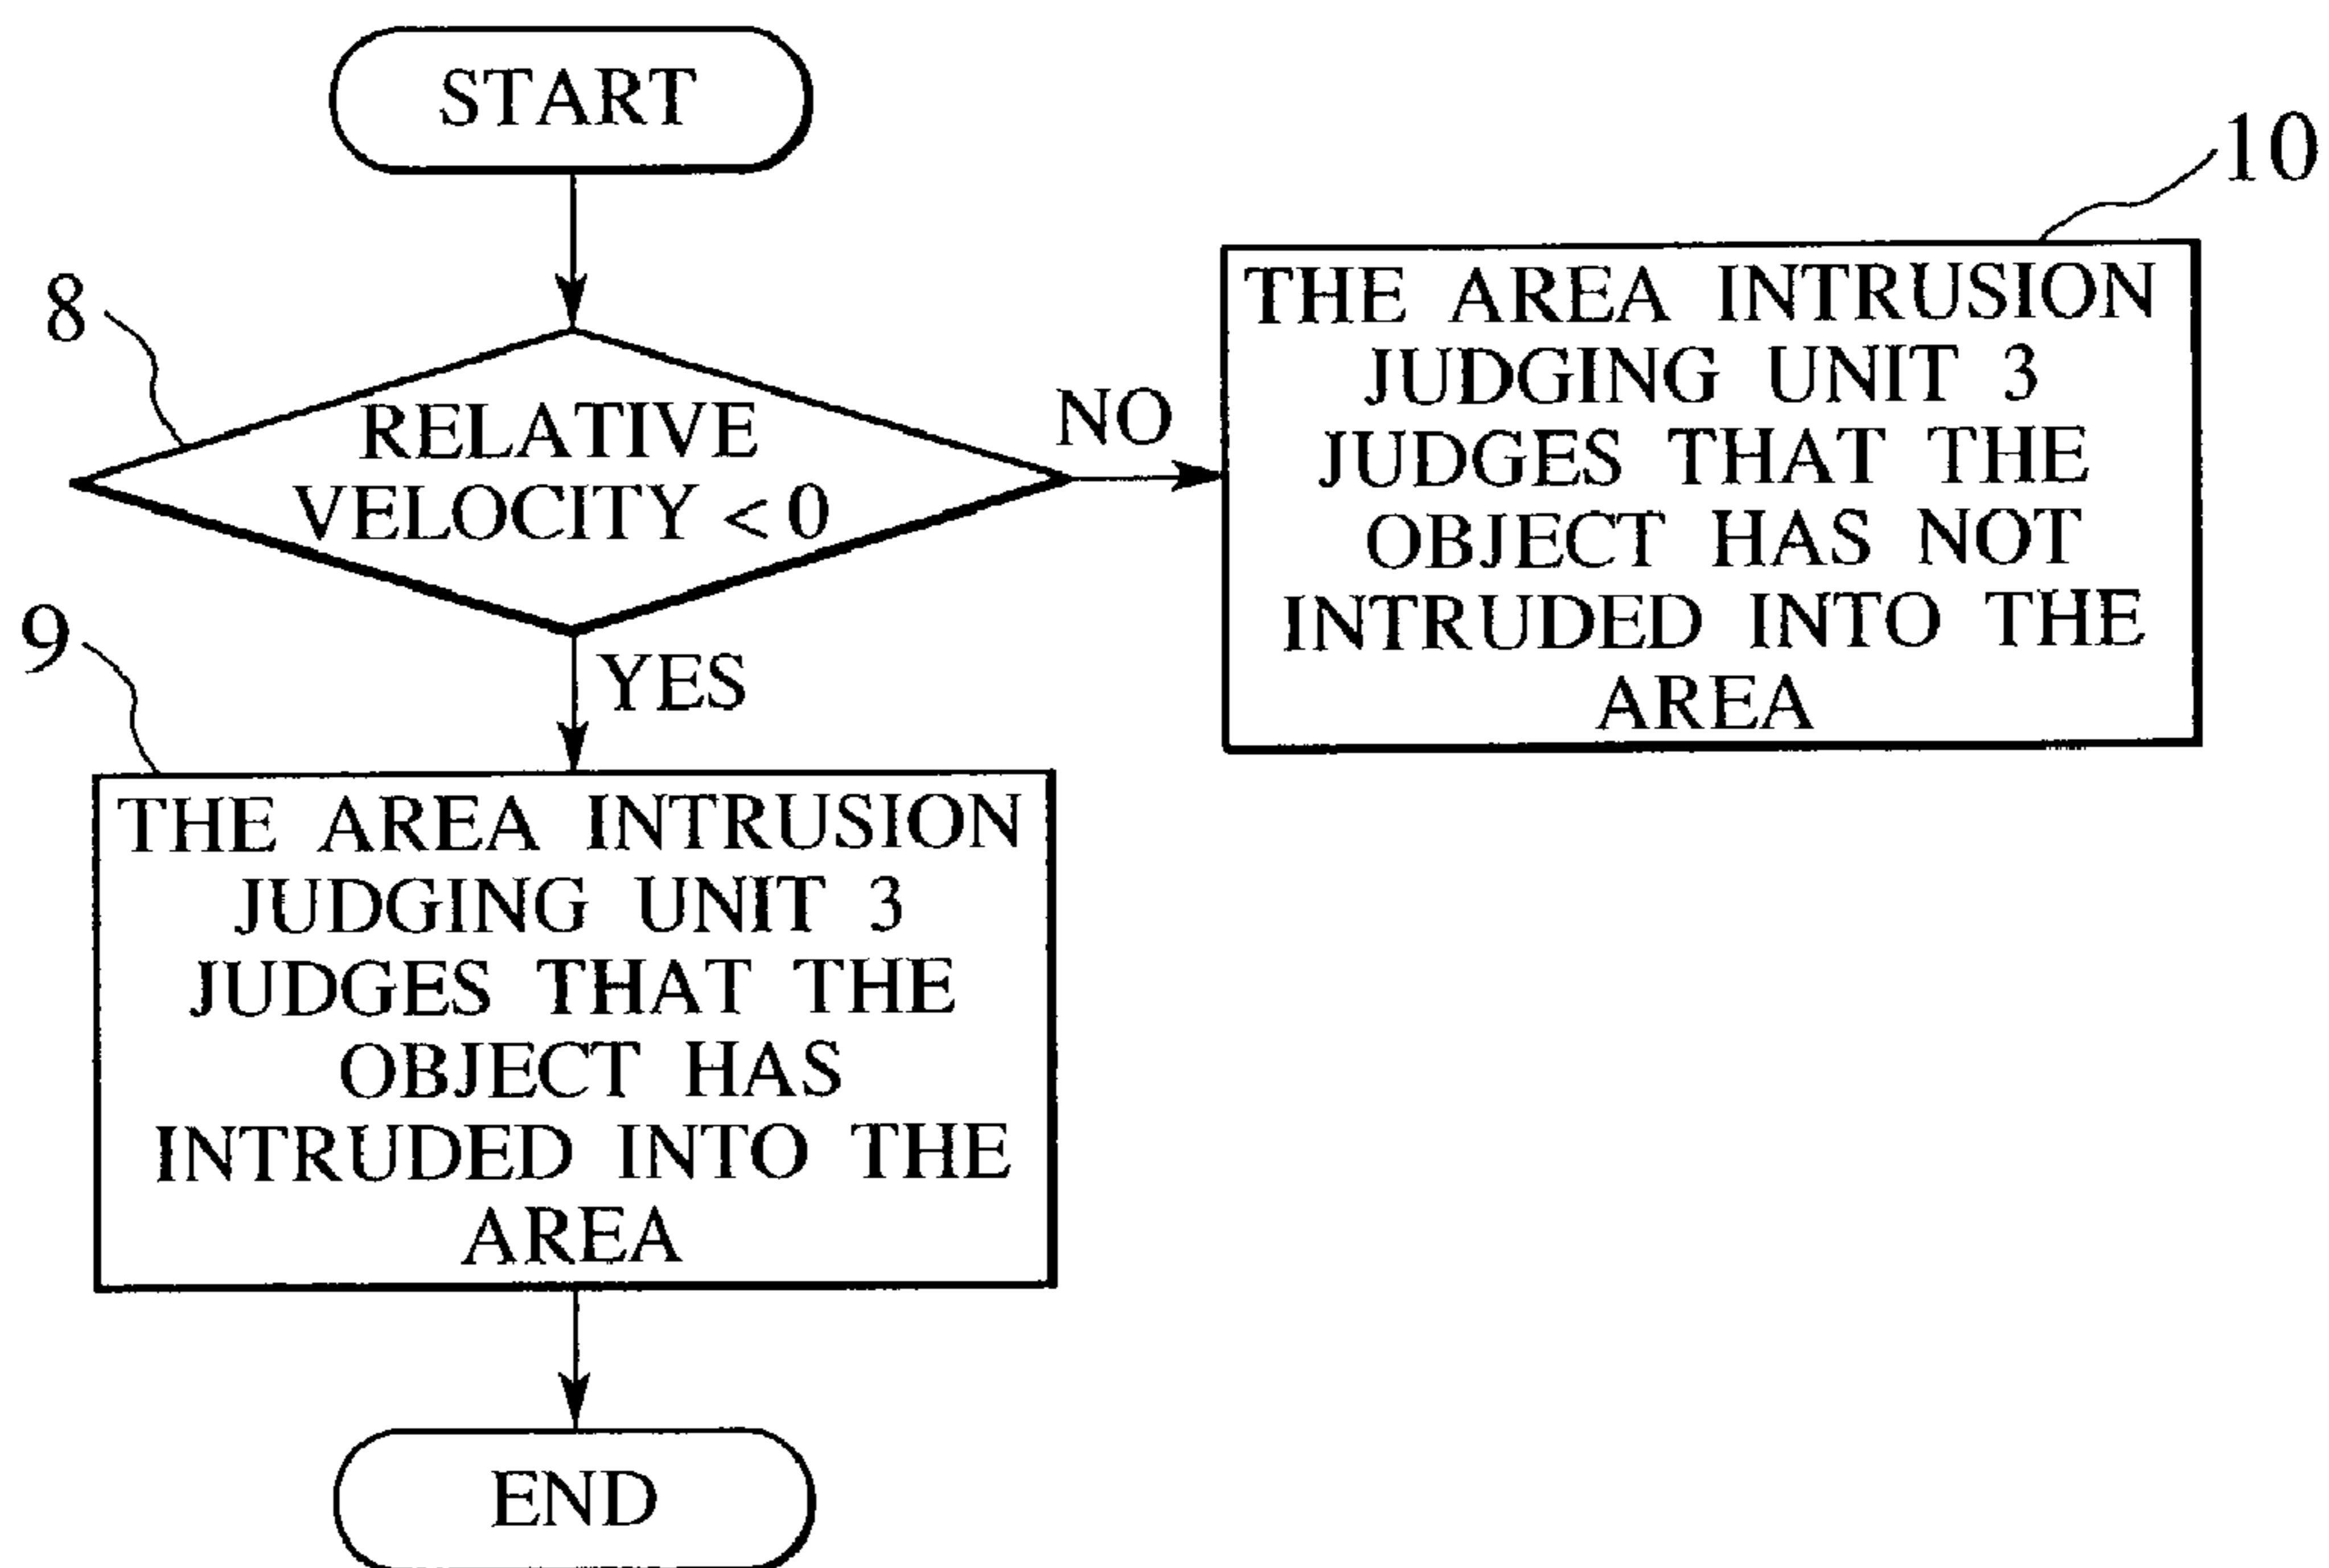 START
10
8
RELATIVE
VELOCITY < 0
NO
THE AREA INTRUSION
JUDGING UNIT 3
JUDGES THAT THE
OBJECT HAS NOT
INTRUDED INTO THE
AREA
YES
9
THE AREA INTRUSION
JUDGING UNIT 3
JUDGES THAT THE
OBJECT HAS
INTRUDED INTO THE
AREA
END